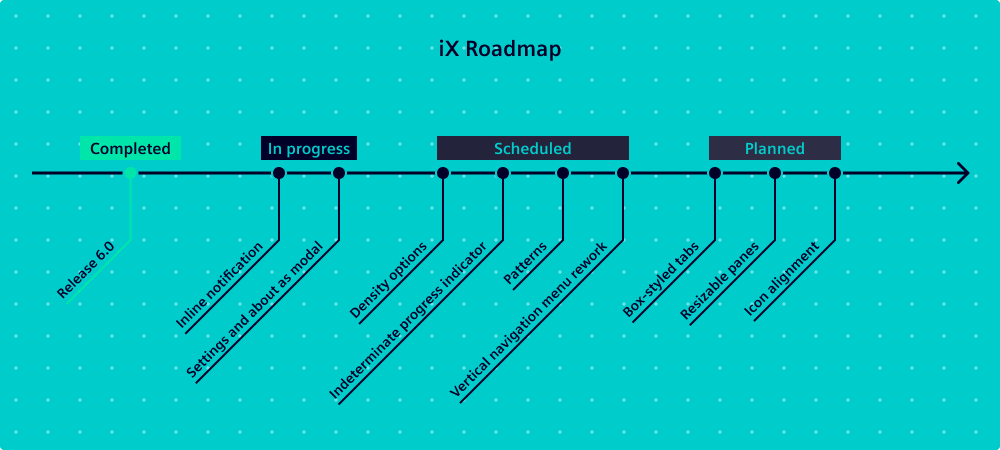 iX Roadmap
Completed
In progress
Scheduled
Planned
Release 6.0
Inline notification
Settings and about as modal
Density options
Indeterminate progress indicator
Patterns
Vertical navigation menu rework
Box-styled tabs
Resizable panes
Icon alignment